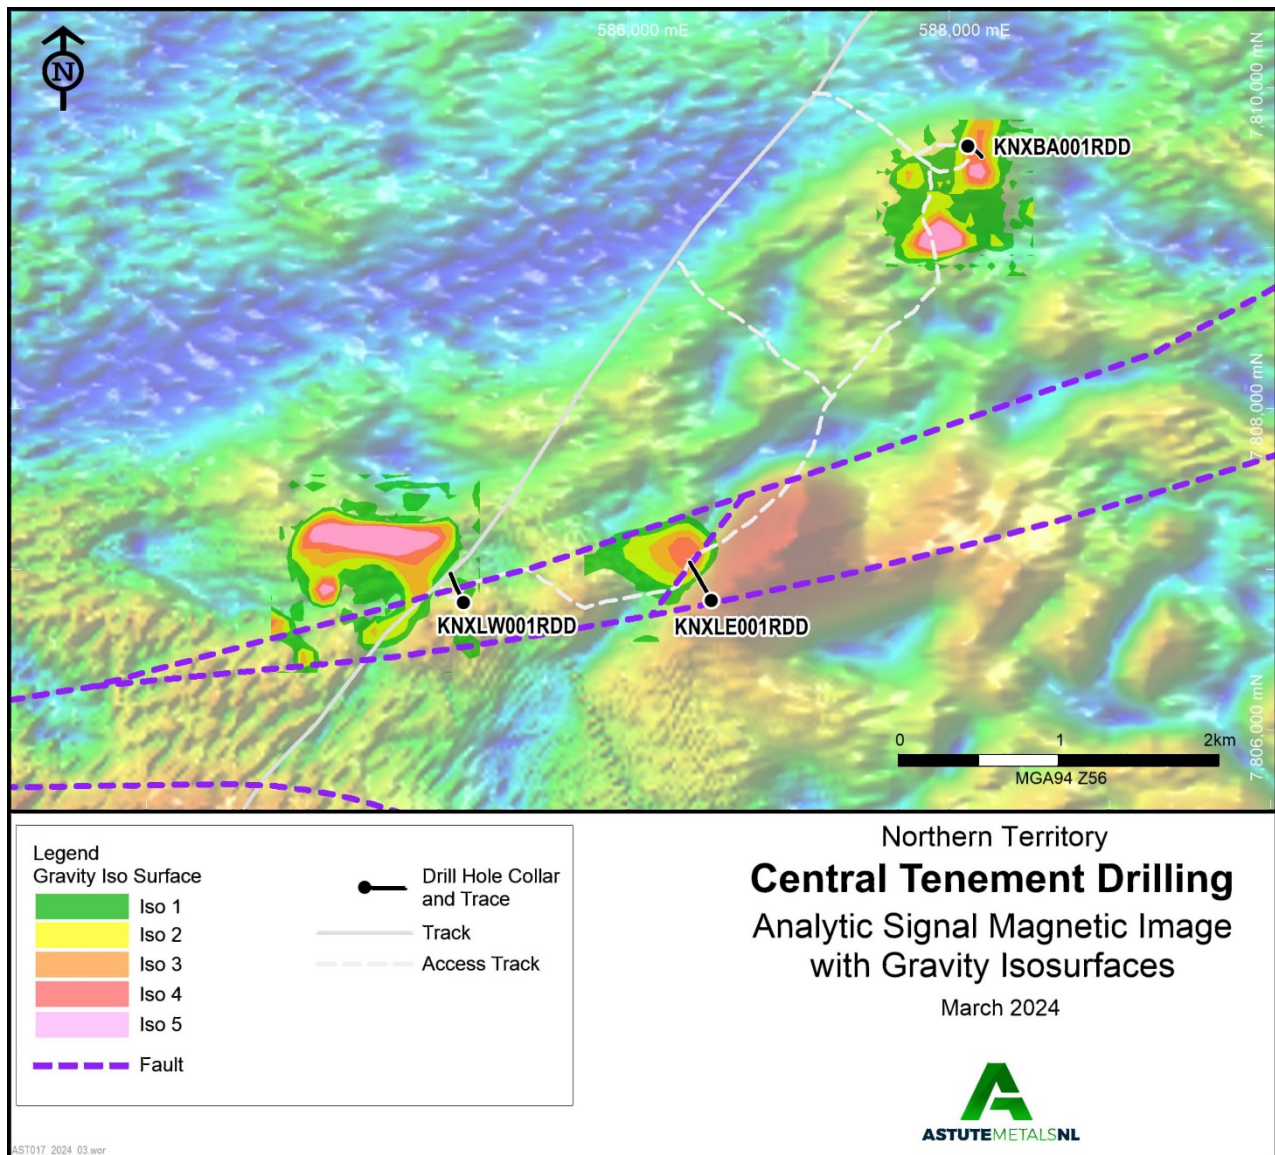 586,000 mE
588,000 mE
N
7,810,000 mN
KNXBA001RDD
7,808,000 mN
KNXLW001RDD
KNXLE001RDD
7,806,000 mN
0 1 2km
MGA94 Z56
Legend
Gravity Iso Surface
Iso 1
Iso 2
Iso 3
Iso 4
Iso 5
Fault
Drill Hole Collar
and Trace
Track
Access Track
Northern Territory
Central Tenement Drilling
Analytic Signal Magnetic Image
with Gravity Isosurfaces
March 2024
ASTUTEMETALSNL
AST017_2024_03.wor